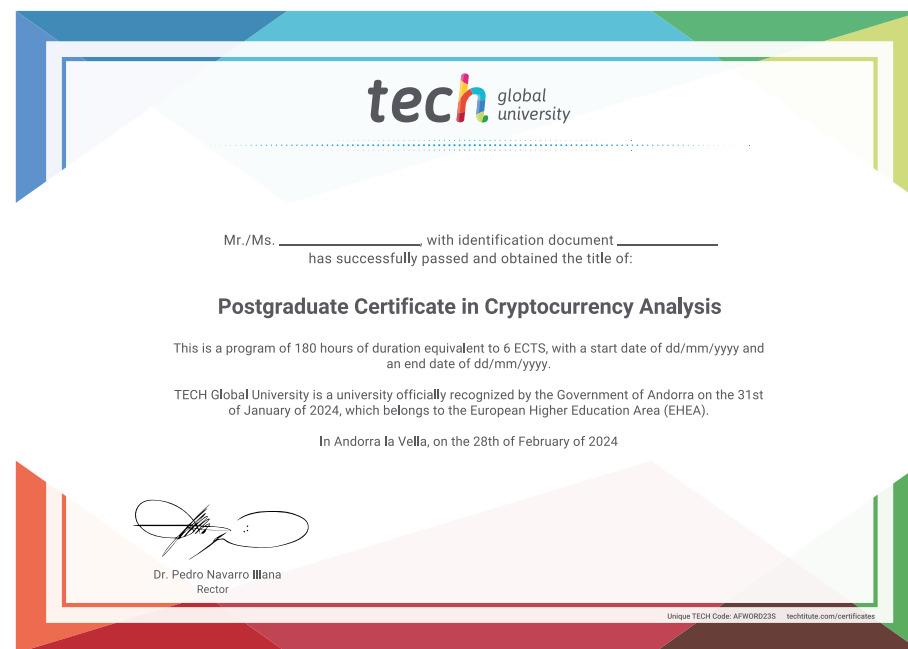 tech global university
Mr./Ms. ____________________, with identification document ______________
has successfully passed and obtained the title of:
Postgraduate Certificate in Cryptocurrency Analysis
This is a program of 180 hours of duration equivalent to 6 ECTS, with a start date of dd/mm/yyyy and
an end date of dd/mm/yyyy.
TECH Global University is a university officially recognized by the Government of Andorra on the 31st
of January of 2024, which belongs to the European Higher Education Area (EHEA).
In Andorra la Vella, on the 28th of February of 2024
Dr. Pedro Navarro Illana
Rector
Unique TECH Code: AFWORD23S techtitute.com/certificates